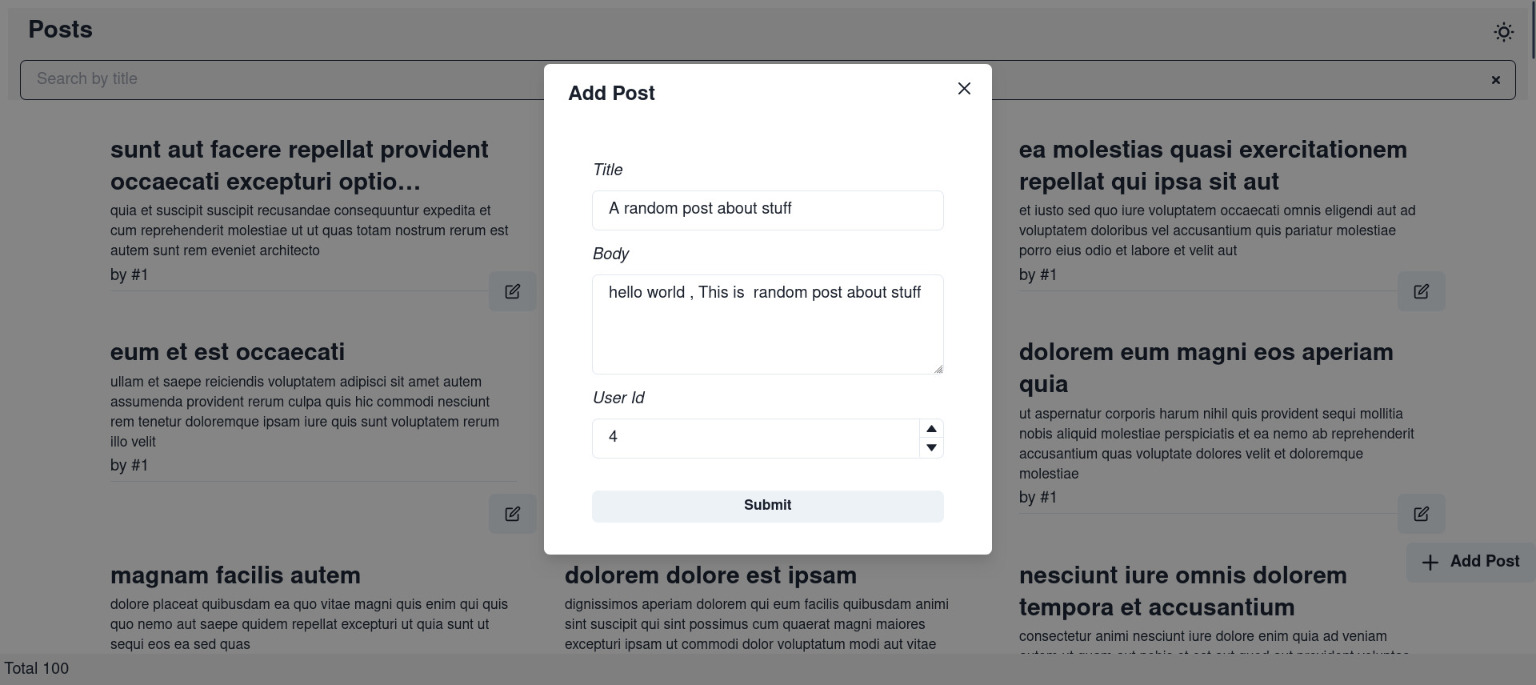 Posts
Search by title
Add Post
Title
A random post about stuff
Body
hello world , This is  random post about stuff
User Id
4
Submit
sunt aut facere repellat provident
occaecati excepturi optio…
quia et suscipit suscipit recusandae consequuntur expedita et
cum reprehenderit molestiae ut ut quas totam nostrum rerum est
autem sunt rem eveniet architecto
by #1
ea molestias quasi exercitationem
repellat qui ipsa sit aut
et iusto sed quo iure voluptatem occaecati omnis eligendi aut ad
voluptatem doloribus vel accusantium quis pariatur molestiae
porro eius odio et labore et velit aut
by #1
eum et est occaecati
ullam et saepe reiciendis voluptatem adipisci sit amet autem
assumenda provident rerum culpa quis hic commodi nesciunt
rem tenetur doloremque ipsam iure quis sunt voluptatem rerum
illo velit
by #1
dolorem eum magni eos aperiam
quia
ut aspernatur corporis harum nihil quis provident sequi mollitia
nobis aliquid molestiae perspiciatis et ea nemo ab reprehenderit
accusantium quas voluptate dolores velit et doloremque
molestiae
by #1
magnam facilis autem
dolore placeat quibusdam ea quo vitae magni quis enim qui quis
quo nemo aut saepe quidem repellat excepturi ut quia sunt ut
sequi eos ea sed quas
dolorem dolore est ipsam
dignissimos aperiam dolorem qui eum facilis quibusdam animi
sint suscipit qui sint possimus cum quaerat magni maiores
excepturi ipsam ut commodi dolor voluptatum modi aut vitae
nesciunt iure omnis dolorem
tempora et accusantium
consectetur animi nesciunt iure dolore enim quia ad veniam
Add Post
Total 100